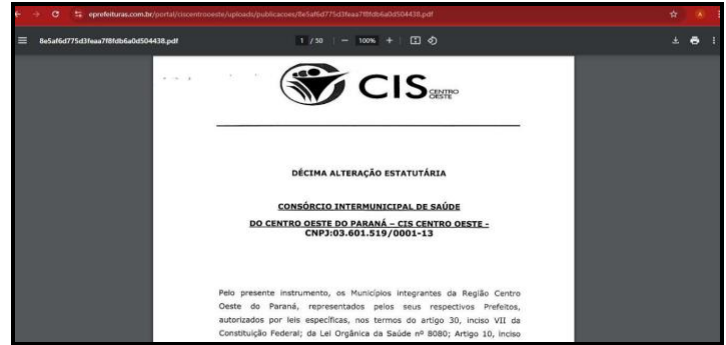 eprefeituras.com.br/portal/ciscentrooeste/uploads/publicacoes/8e5af6d775d3feaa7f8fdb6a0d504438.pdf
8e5af6d775d3feaa7f8fdb6a0d504438.pdf
1 / 50 | − 100% +
CIS CENTRO
OESTE
DÉCIMA ALTERAÇÃO ESTATUTÁRIA
CONSÓRCIO INTERMUNICIPAL DE SAÚDE
DO CENTRO OESTE DO PARANÁ – CIS CENTRO OESTE -
CNPJ:03.601.519/0001-13
Pelo presente instrumento, os Municípios integrantes da Região Centro
Oeste do Paraná, representados pelos seus respectivos Prefeitos,
autorizados por leis específicas, nos termos do artigo 30, inciso VII da
Constituição Federal; da Lei Orgânica da Saúde nº 8080; Artigo 10, inciso